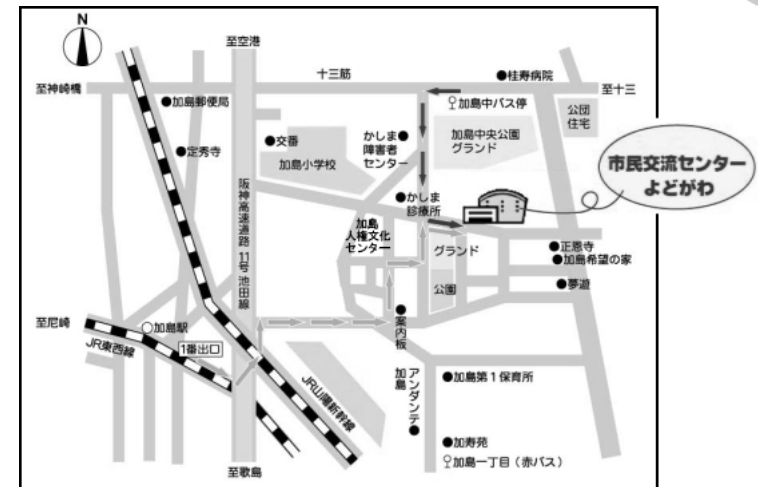 N
至空港
十三筋
●桂寿病院
至神崎橋
至十三
●加島郵便局
加島中バス停
公団
住宅
●交番
かしま●
障害者
センター
加島中央公園
グランド
●定秀寺
加島小学校
市民交流センター
よどがわ
阪神高速道路 11号 池田線
●かしま
診療所
加島
人権文化
センター
グランド
●正恩寺
●加島希望の家
公園
●夢遊
至尼崎
○加島駅
●案内板
JR東西線
1番出口
JR山陽新幹線
アンダンテ●
加島
●加島第1保育所
●加寿苑
加島一丁目（赤バス）
至歌島